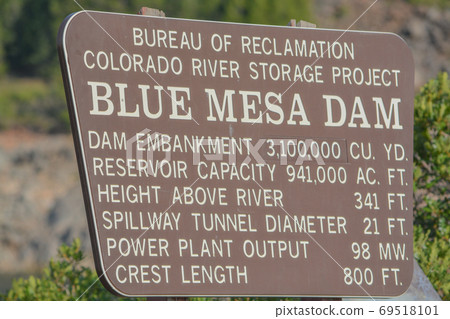 BUREAU OF RECLAMATION
COLORADO RIVER STORAGE PROJECT
BLUE MESA DAM
DAM EMBANKMENT 3,100,000 CU. YD.
RESERVOIR CAPACITY 941,000 AC. FT.
HEIGHT ABOVE RIVER 341 FT.
SPILLWAY TUNNEL DIAMETER 21 FT.
POWER PLANT OUTPUT 98 MW.
CREST LENGTH 800 FT.
PIXTA
pixta.jp - 69518101